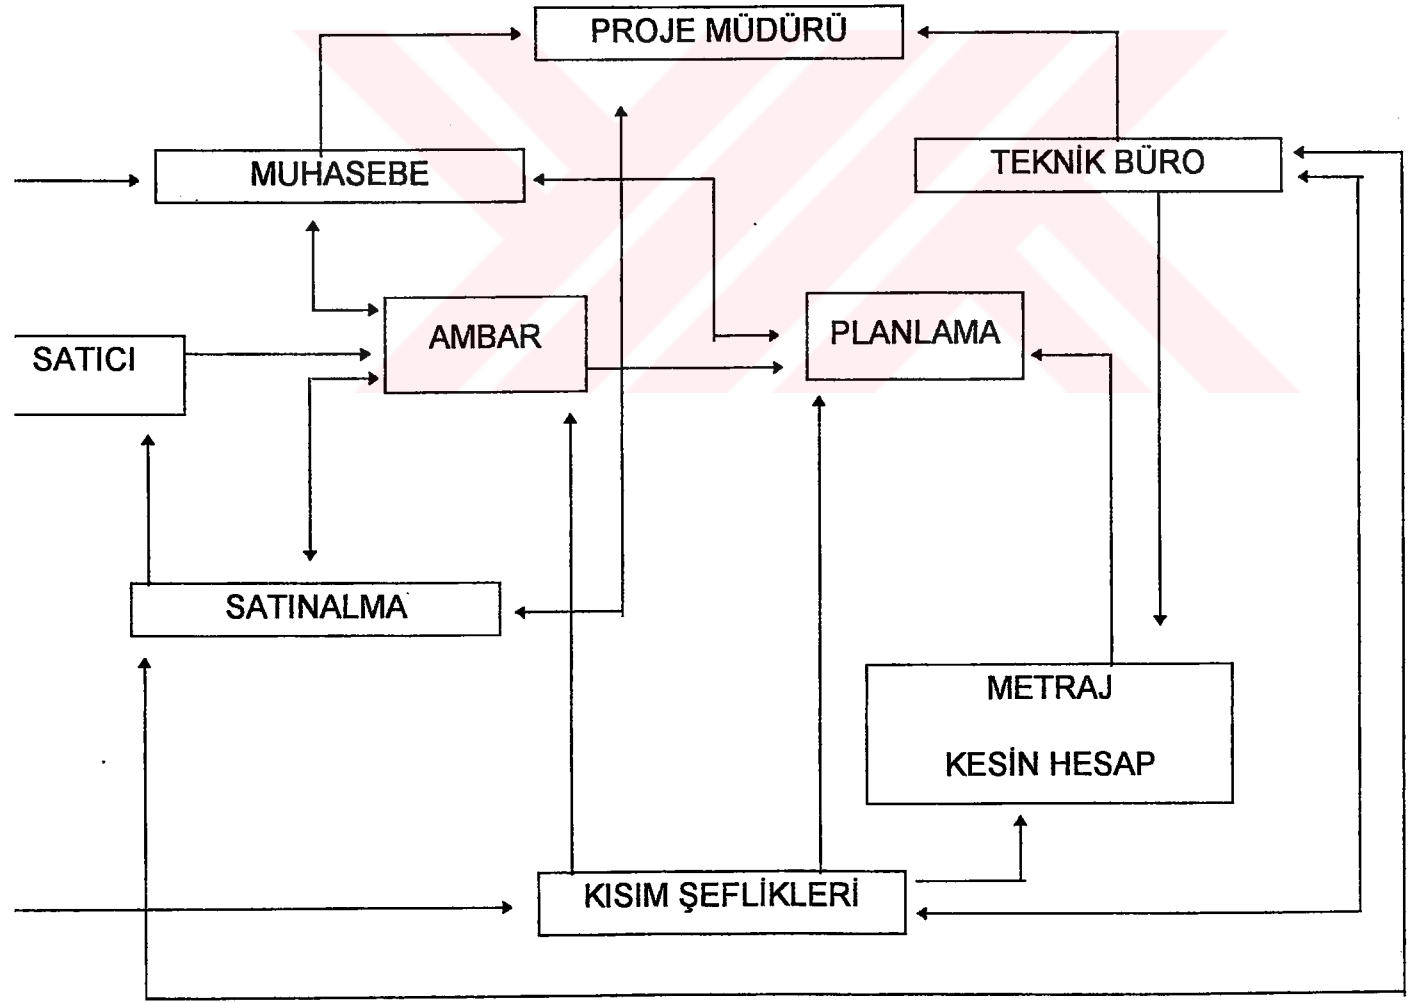 PROJE MÜDÜRÜ
MUHASEBE
TEKNİK BÜRO
AMBAR
PLANLAMA
SATICI
SATINALMA
METRAJ
KESİN HESAP
KISIM ŞEFLİKLERİ